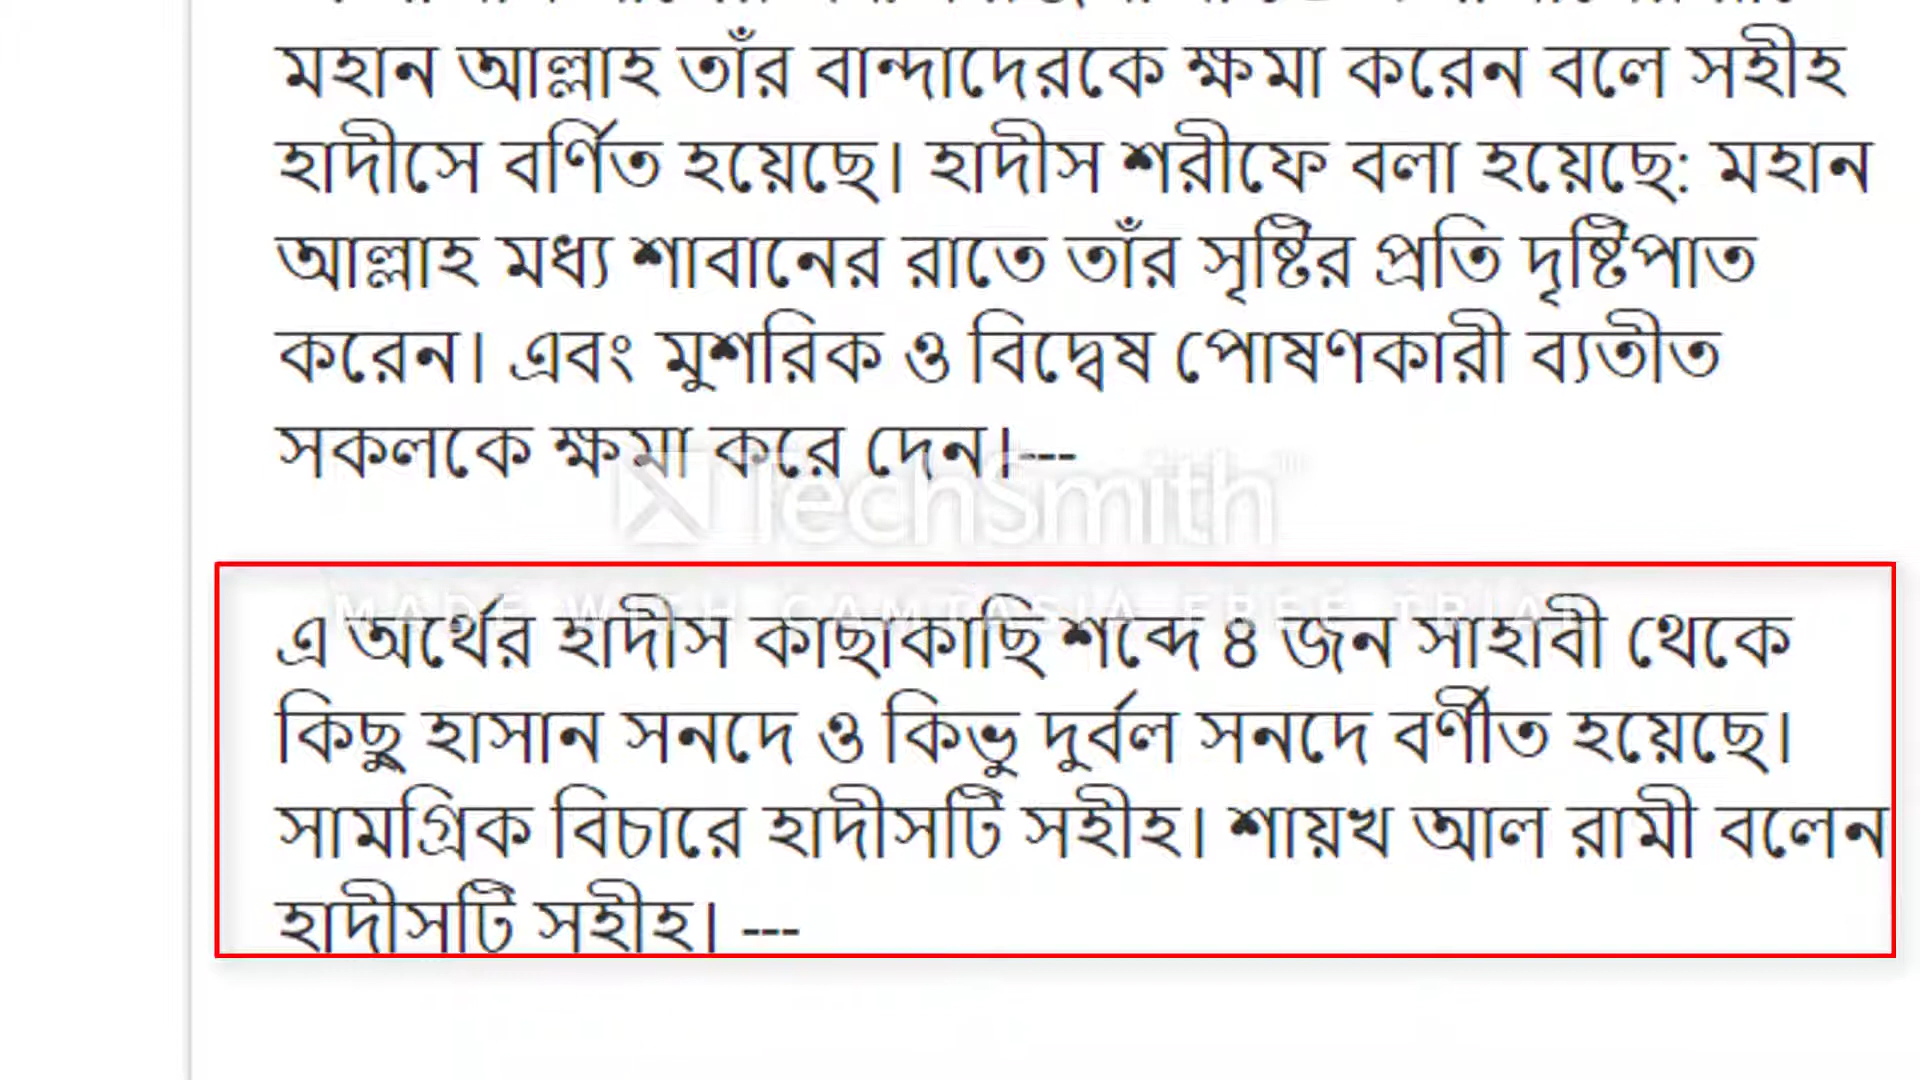 মহান আল্লাহ তাঁর বান্দাদেরকে ক্ষমা করেন বলে সহীহ
হাদীসে বর্ণিত হয়েছে। হাদীস শরীফে বলা হয়েছে: মহান
আল্লাহ মধ্য শাবানের রাতে তাঁর সৃষ্টির প্রতি দৃষ্টিপাত
করেন। এবং মুশরিক ও বিদ্বেষ পোষণকারী ব্যতীত
সকলকে ক্ষমা করে দেন।---
TechSmith
MADE WITH CAMTASIA FREE TRIAL
এ অর্থের হাদীস কাছাকাছি শব্দে ৪ জন সাহাবী থেকে
কিছু হাসান সনদে ও কিভু দুর্বল সনদে বর্ণীত হয়েছে।
সামগ্রিক বিচারে হাদীসটি সহীহ। শায়খ আল রামী বলেন
হাদীসটি সহীহ। ---